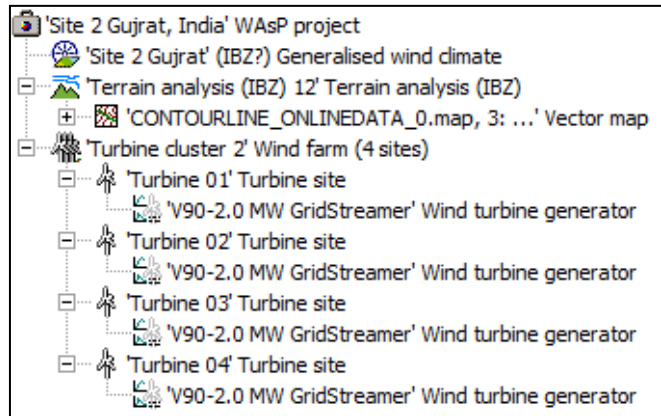 'Site 2 Gujrat, India' WAsP project
'Site 2 Gujrat' (IBZ?) Generalised wind climate
'Terrain analysis (IBZ) 12' Terrain analysis (IBZ)
'CONTOURLINE_ONLINEDATA_0.map, 3: ...' Vector map
'Turbine cluster 2' Wind farm (4 sites)
'Turbine 01' Turbine site
'V90-2.0 MW GridStreamer' Wind turbine generator
'Turbine 02' Turbine site
'V90-2.0 MW GridStreamer' Wind turbine generator
'Turbine 03' Turbine site
'V90-2.0 MW GridStreamer' Wind turbine generator
'Turbine 04' Turbine site
'V90-2.0 MW GridStreamer' Wind turbine generator